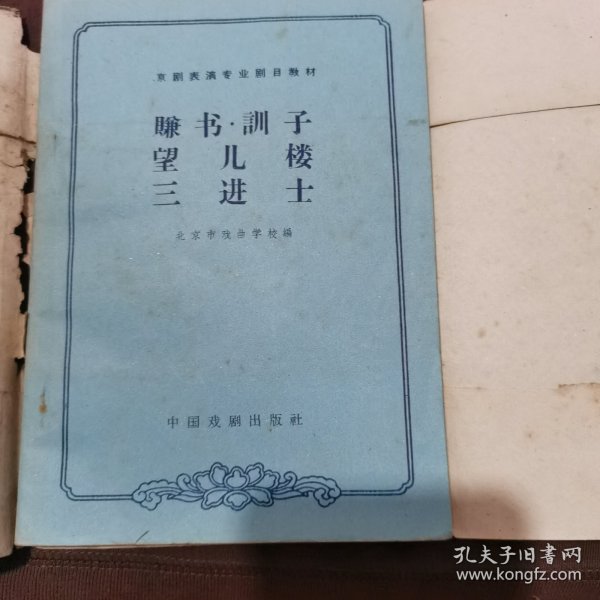 京剧表演专业剧目教材
賺书·訓子
望儿楼
三进士
北京市戏曲学校編
中国戏剧出版社
孔夫子旧书网
www.kongfz.com